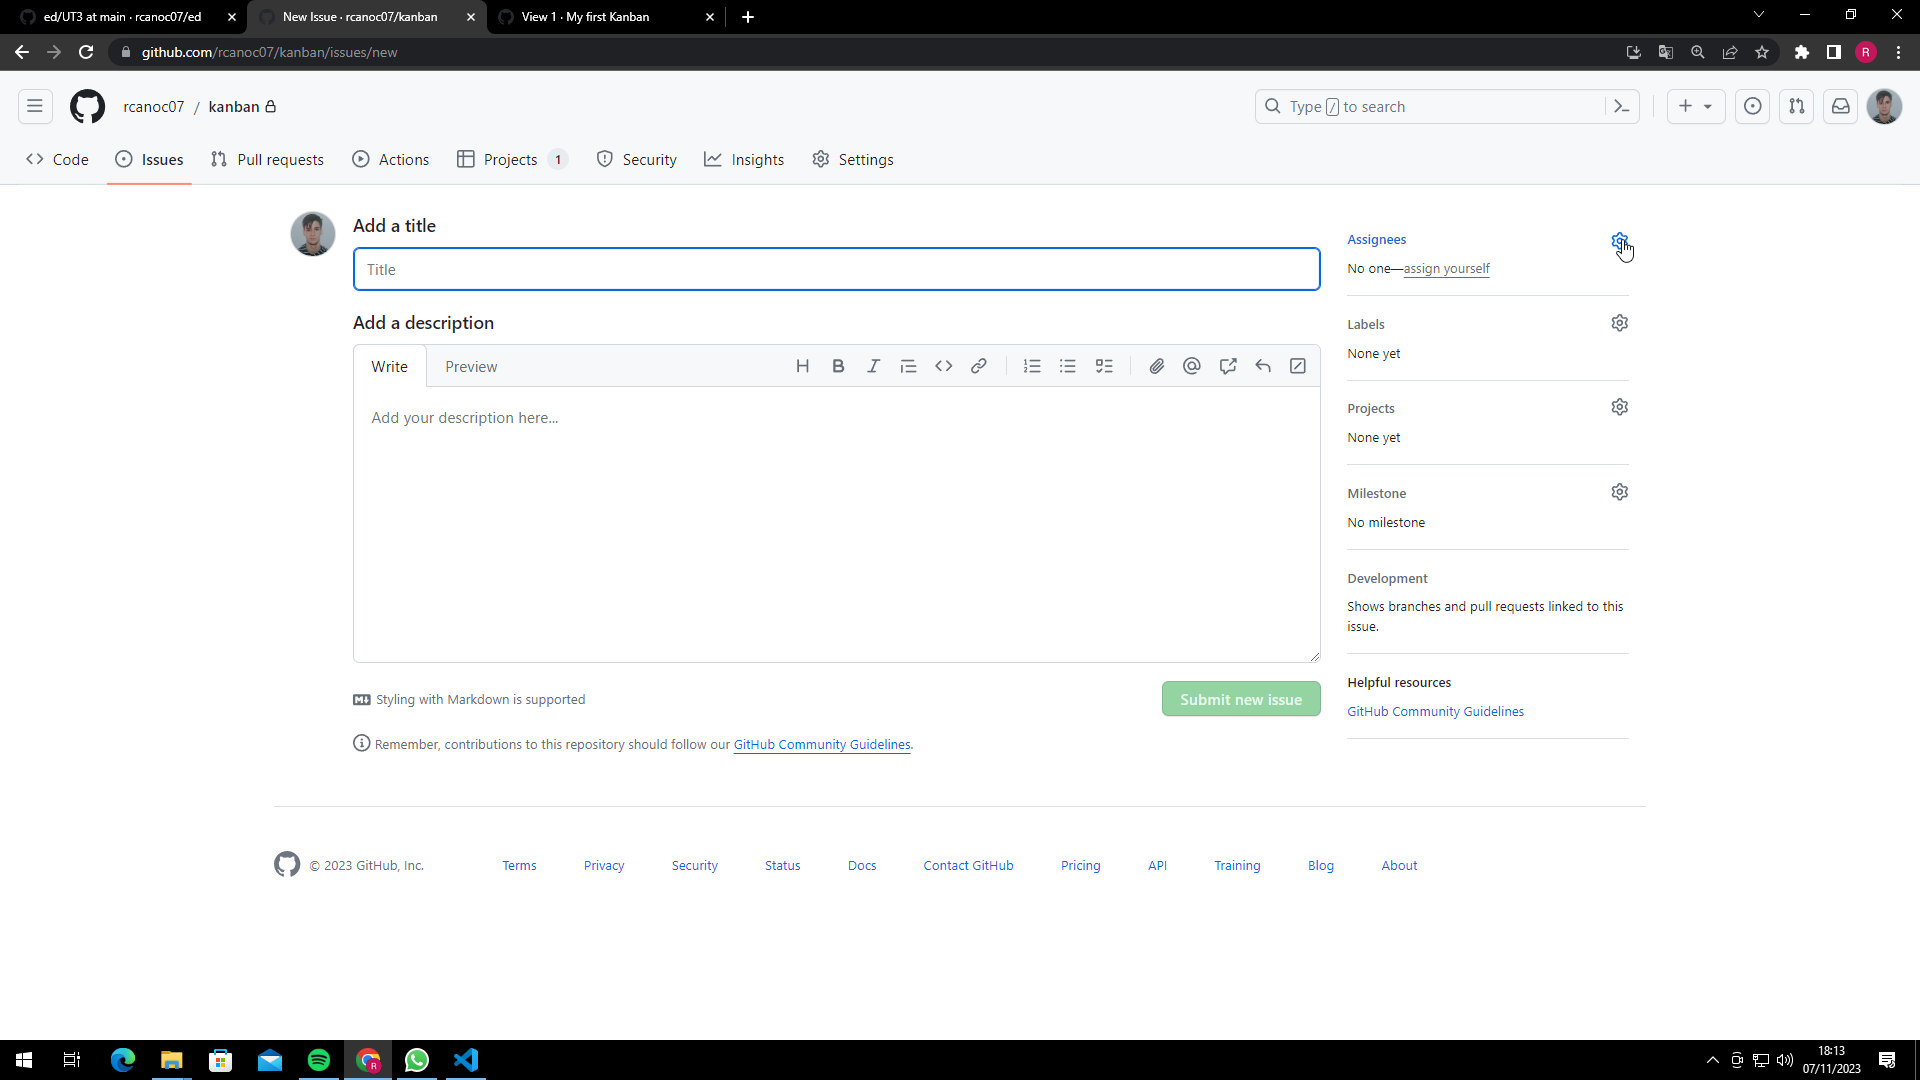 ed/UT3 at main · rcanoc07/ed
New Issue · rcanoc07/kanban
View 1 · My first Kanban
github.com/rcanoc07/kanban/issues/new
R
rcanoc07 / kanban
Type / to search
Code
Issues
Pull requests
Actions
Projects 1
Security
Insights
Settings
Add a title
Title
Add a description
Write
Preview
Add your description here...
Styling with Markdown is supported
Submit new issue
Remember, contributions to this repository should follow our GitHub Community Guidelines.
Assignees
No one—assign yourself
Labels
None yet
Projects
None yet
Milestone
No milestone
Development
Shows branches and pull requests linked to this
issue.
Helpful resources
GitHub Community Guidelines
© 2023 GitHub, Inc.
Terms
Privacy
Security
Status
Docs
Contact GitHub
Pricing
API
Training
Blog
About
18:13
07/11/2023